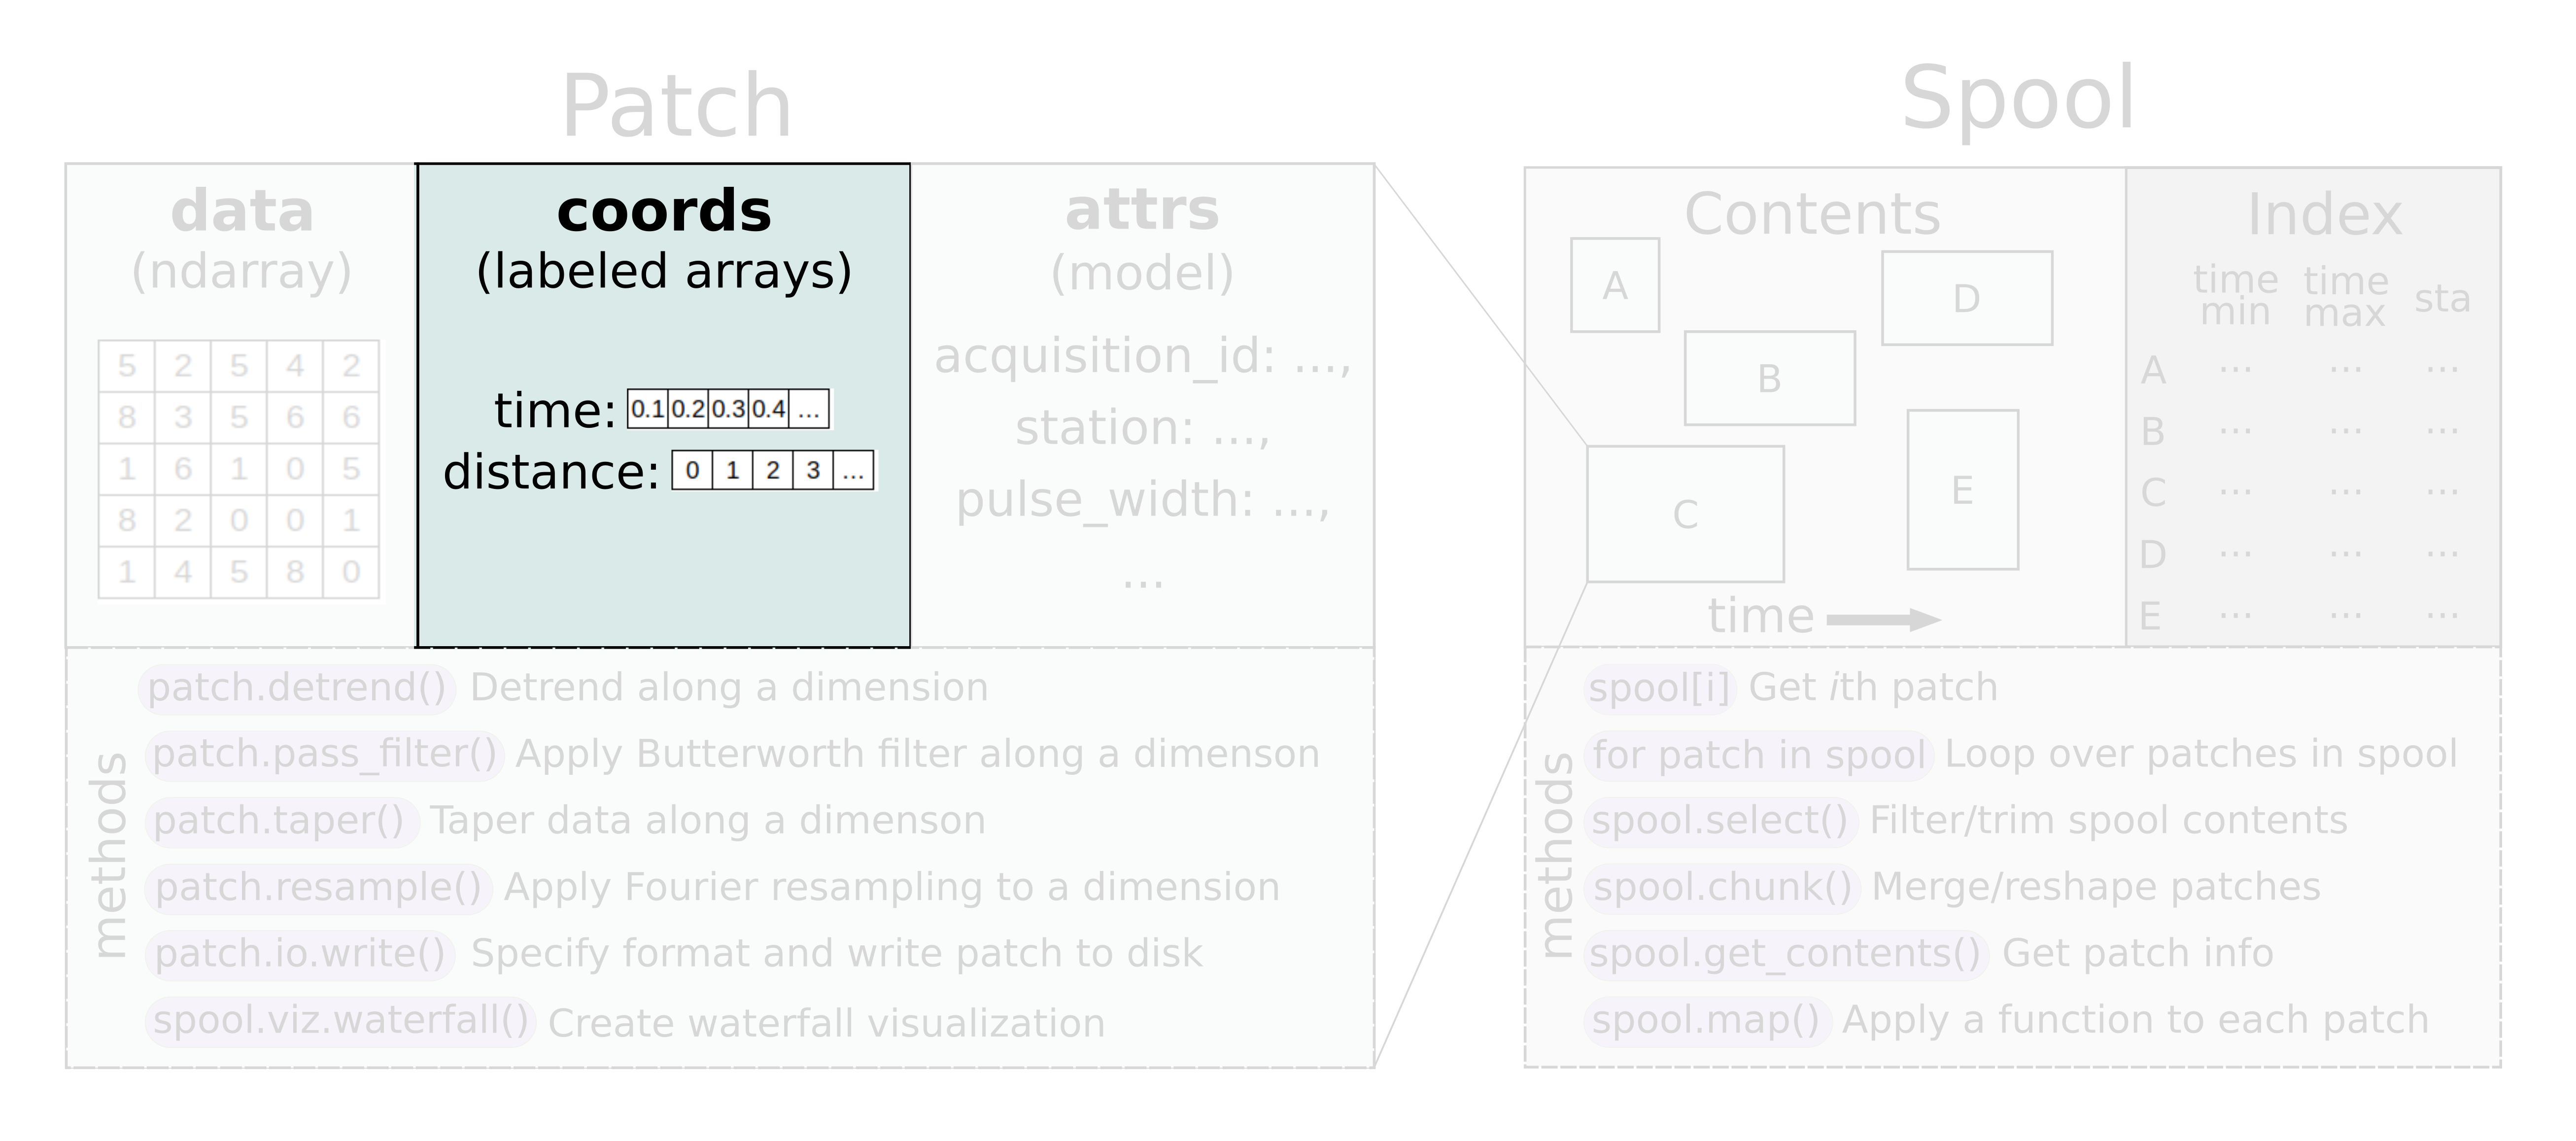 Patch
data
(ndarray)
5 2 5 4 2
8 3 5 6 6
1 6 1 0 5
8 2 0 0 1
1 4 5 8 0
coords
(labeled arrays)
time: 0.1 0.2 0.3 0.4 ...
distance: 0 1 2 3 ...
attrs
(model)
acquisition_id: ...,
station: ...,
pulse_width: ...,
...
methods
patch.detrend() Detrend along a dimension
patch.pass_filter() Apply Butterworth filter along a dimenson
patch.taper() Taper data along a dimenson
patch.resample() Apply Fourier resampling to a dimension
patch.io.write() Specify format and write patch to disk
spool.viz.waterfall() Create waterfall visualization
Spool
Contents
A
B
C
D
E
time
Index
time min time max sta
A ... ... ...
B ... ... ...
C ... ... ...
D ... ... ...
E ... ... ...
methods
spool[i] Get ith patch
for patch in spool Loop over patches in spool
spool.select() Filter/trim spool contents
spool.chunk() Merge/reshape patches
spool.get_contents() Get patch info
spool.map() Apply a function to each patch